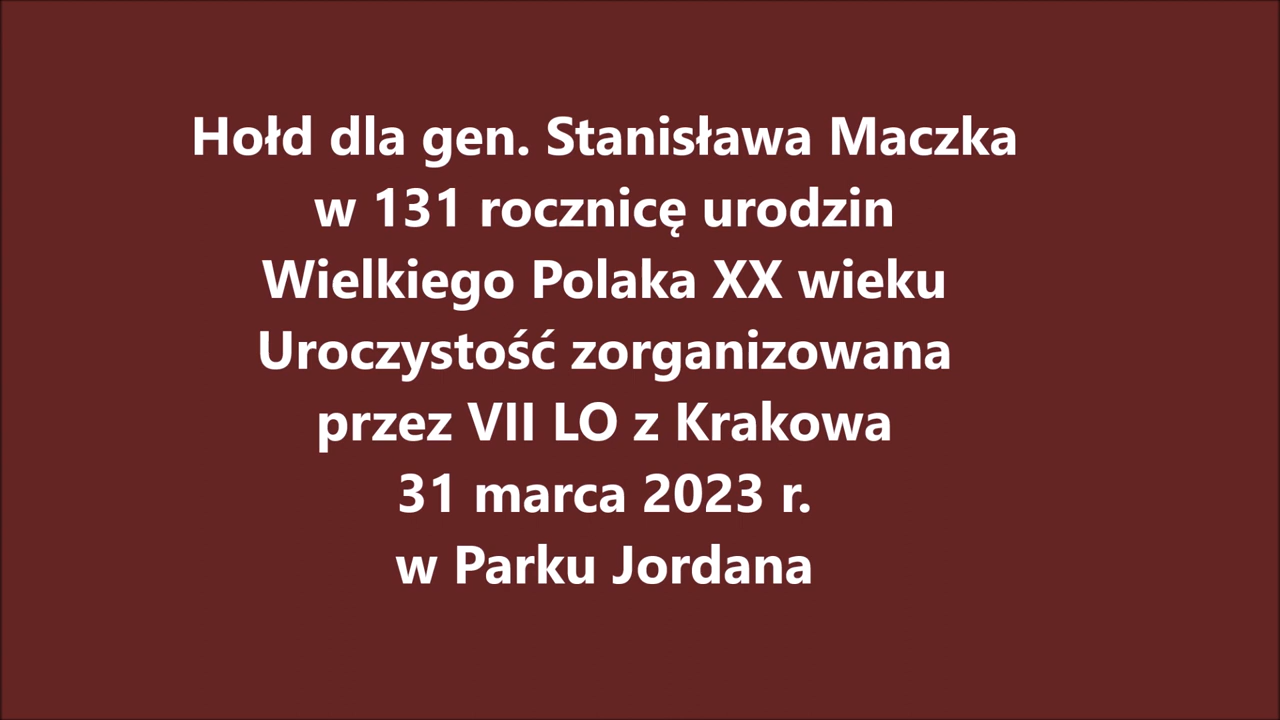 Hołd dla gen. Stanisława Maczka
w 131 rocznicę urodzin
Wielkiego Polaka XX wieku
Uroczystość zorganizowana
przez VII LO z Krakowa
31 marca 2023 r.
w Parku Jordana